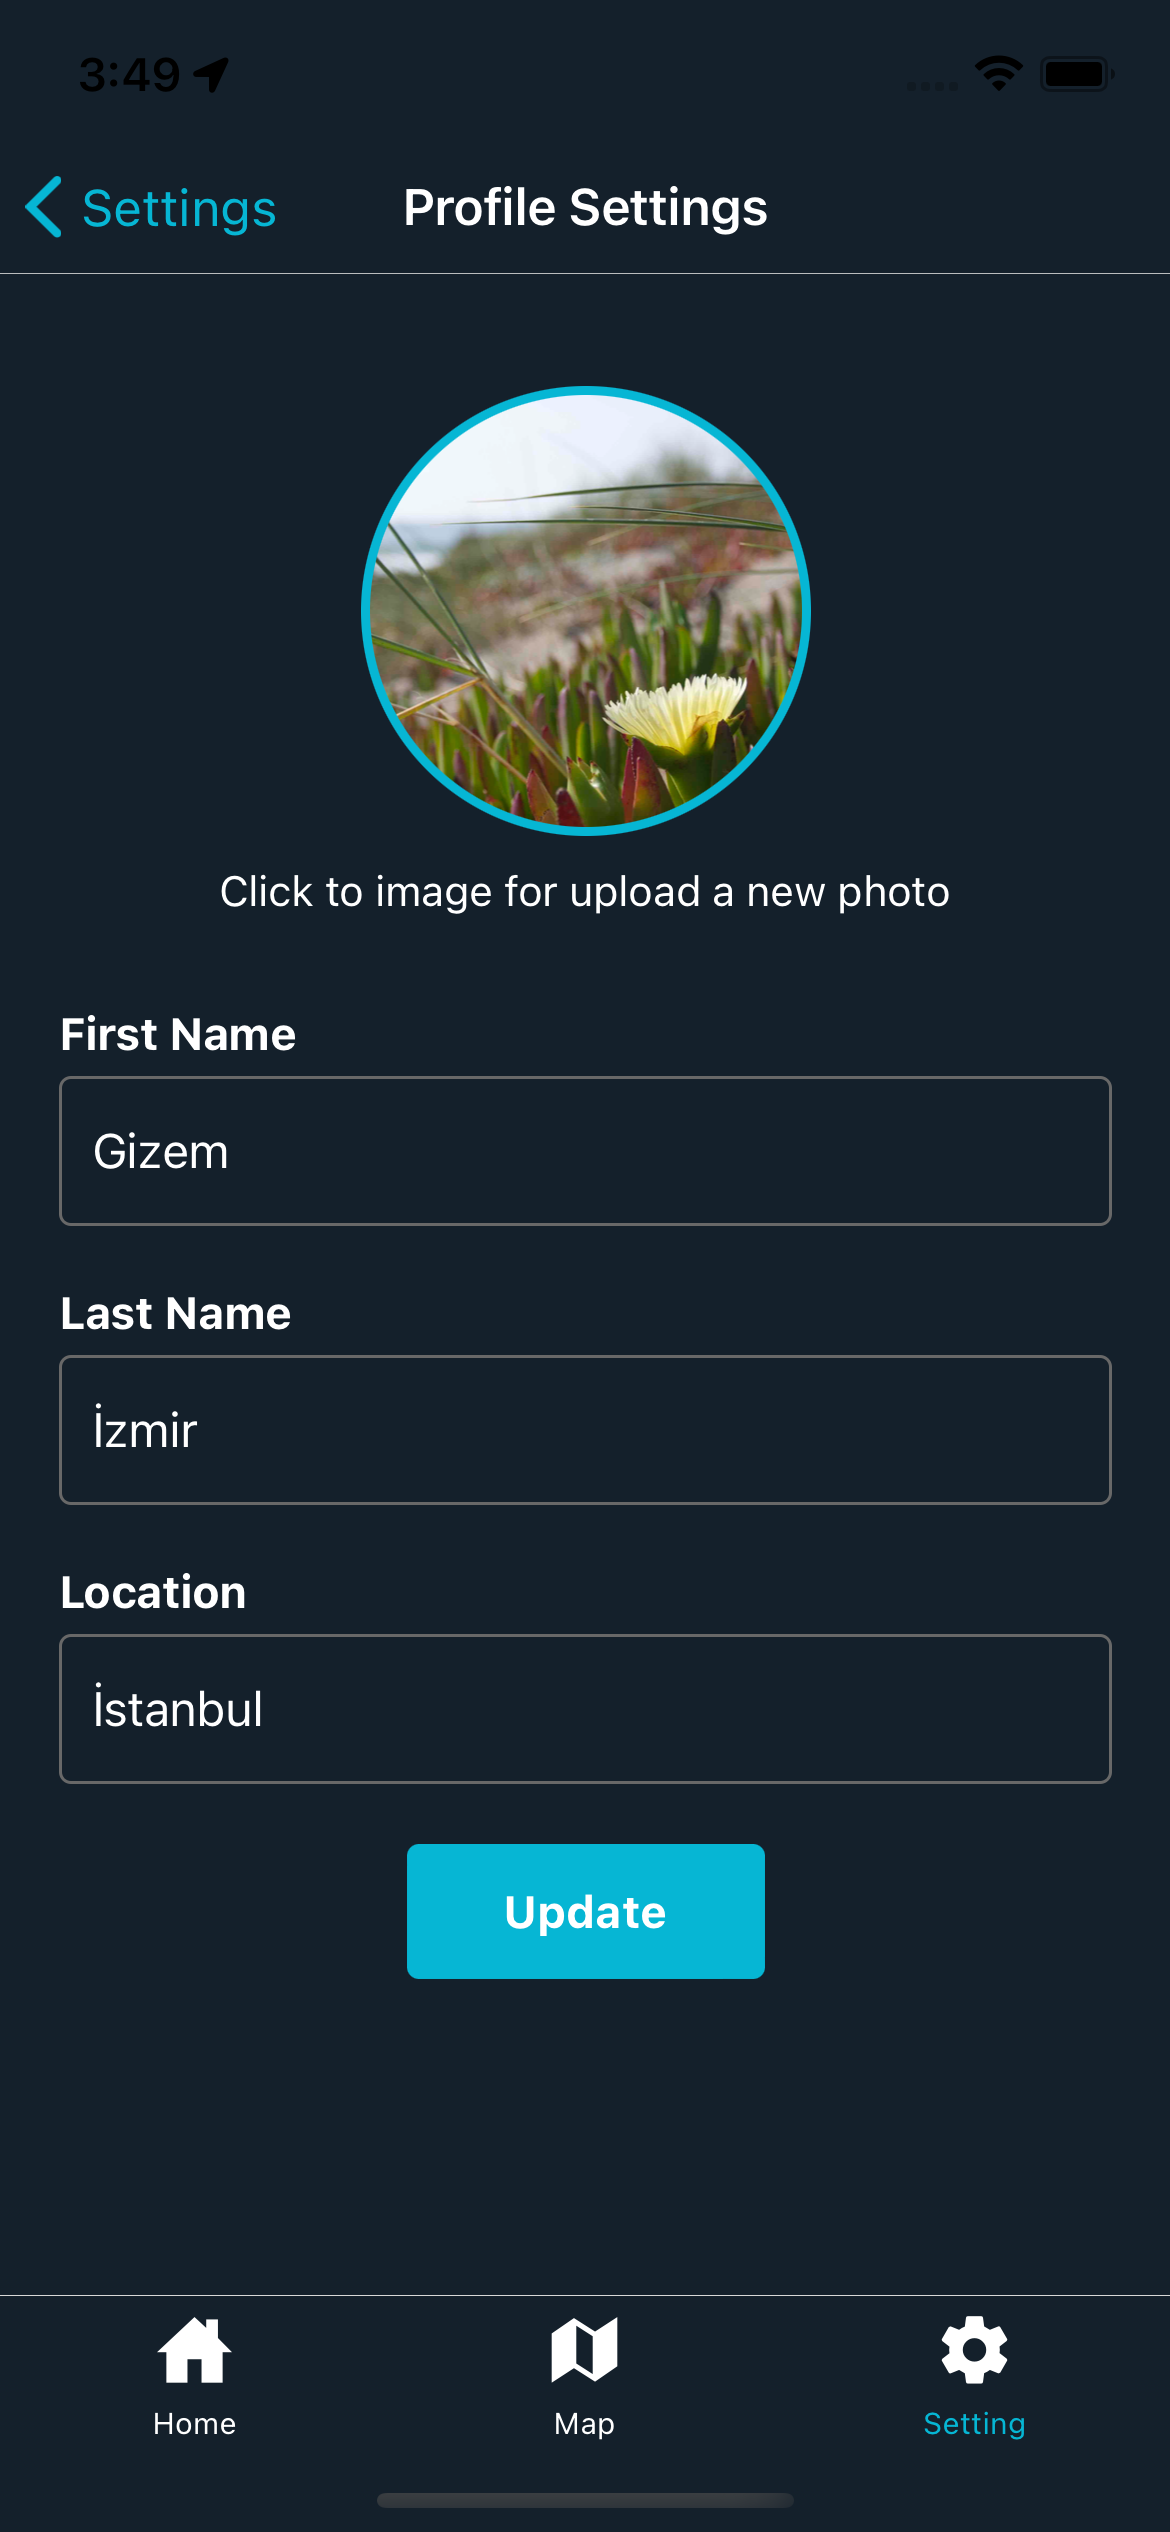 3:49
Settings
Profile Settings
Click to image for upload a new photo
First Name
Gizem
Last Name
İzmir
Location
İstanbul
Update
Home
Map
Setting